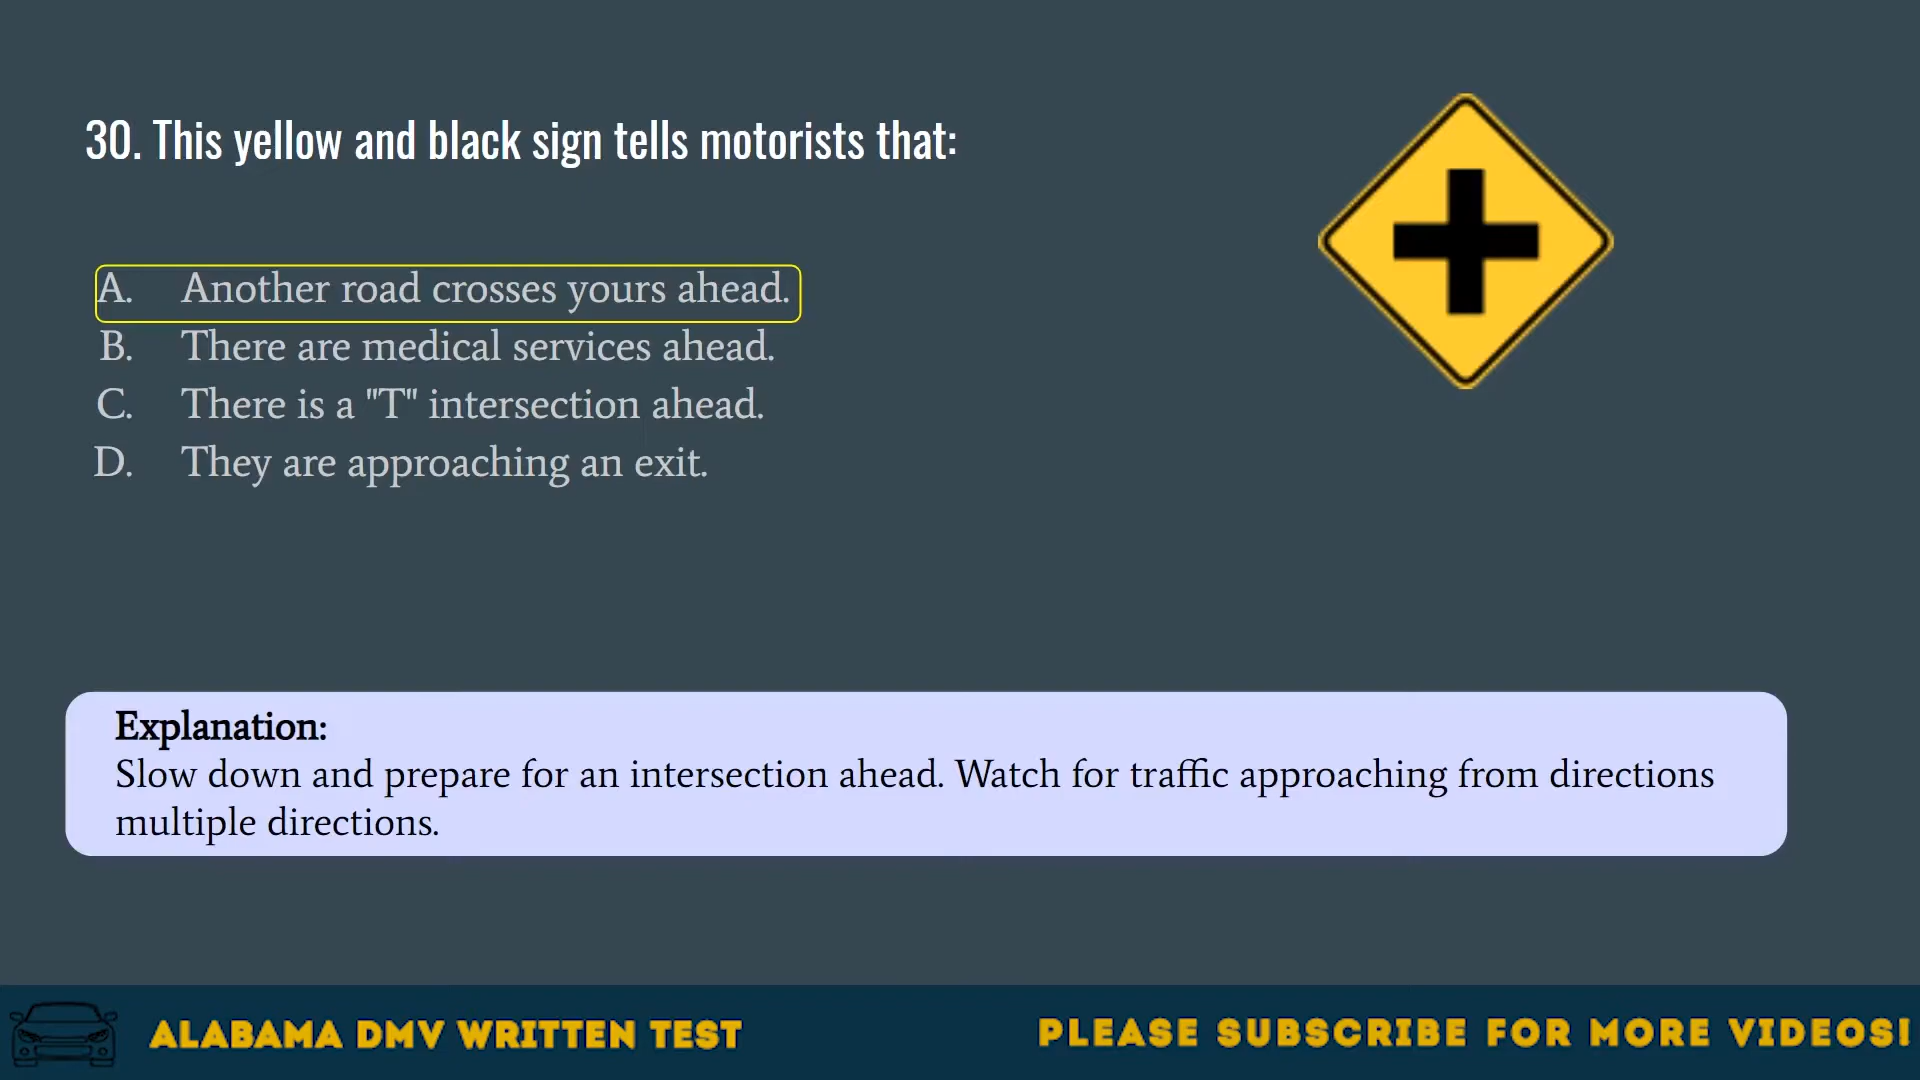 30. This yellow and black sign tells motorists that:
A. Another road crosses yours ahead.
B. There are medical services ahead.
C. There is a "T" intersection ahead.
D. They are approaching an exit.
Explanation:
Slow down and prepare for an intersection ahead. Watch for traffic approaching from directions
multiple directions.
ALABAMA DMV WRITTEN TEST
PLEASE SUBSCRIBE FOR MORE VIDEOS!